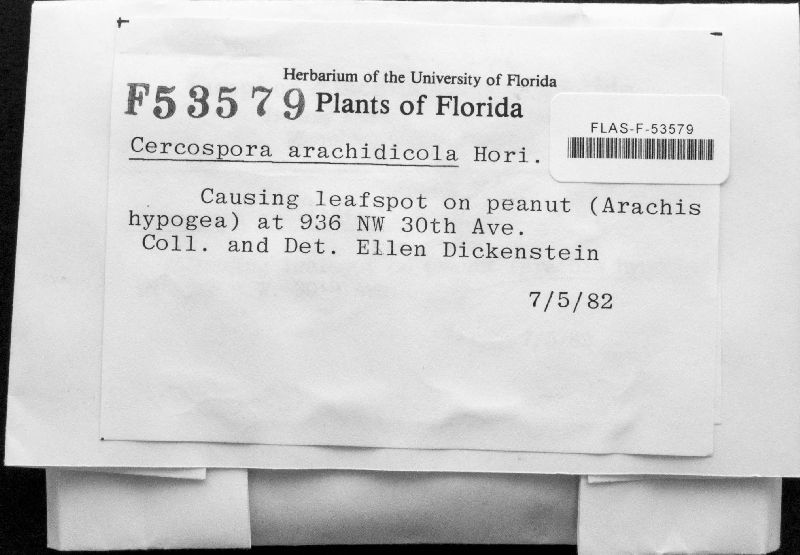 Herbarium of the University of Florida
F53579 Plants of Florida
FLAS-F-53579
Cercospora arachidicola Hori.
Causing leafspot on peanut (Arachis
hypogea) at 936 NW 30th Ave.
Coll. and Det. Ellen Dickenstein
7/5/82